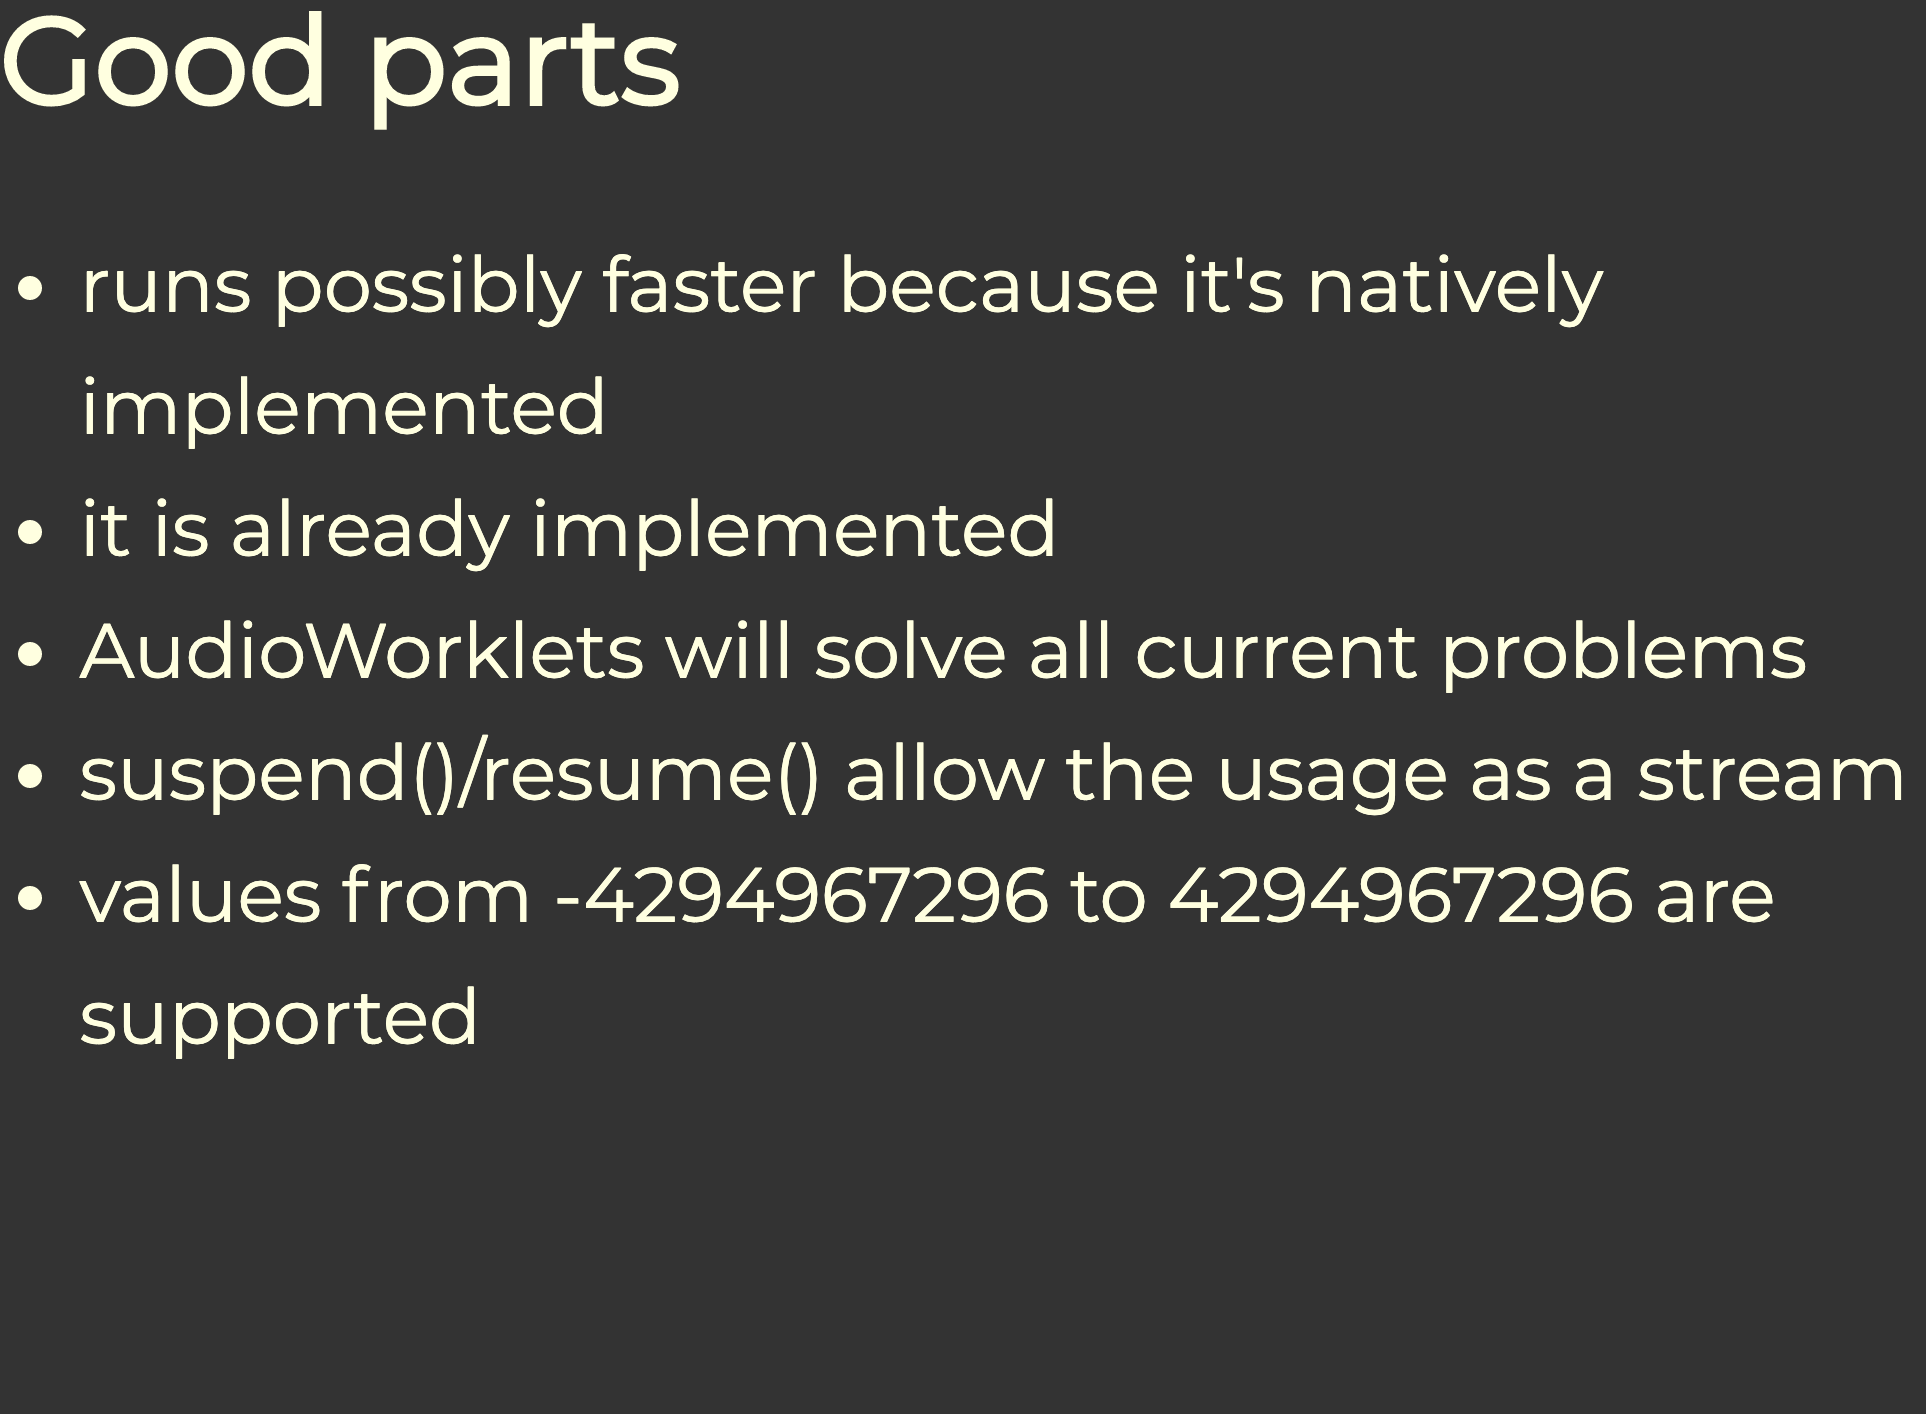 Good parts
• runs possibly faster because it's natively
implemented
• it is already implemented
• AudioWorklets will solve all current problems
• suspend()/resume() allow the usage as a stream
• values from -4294967296 to 4294967296 are
supported